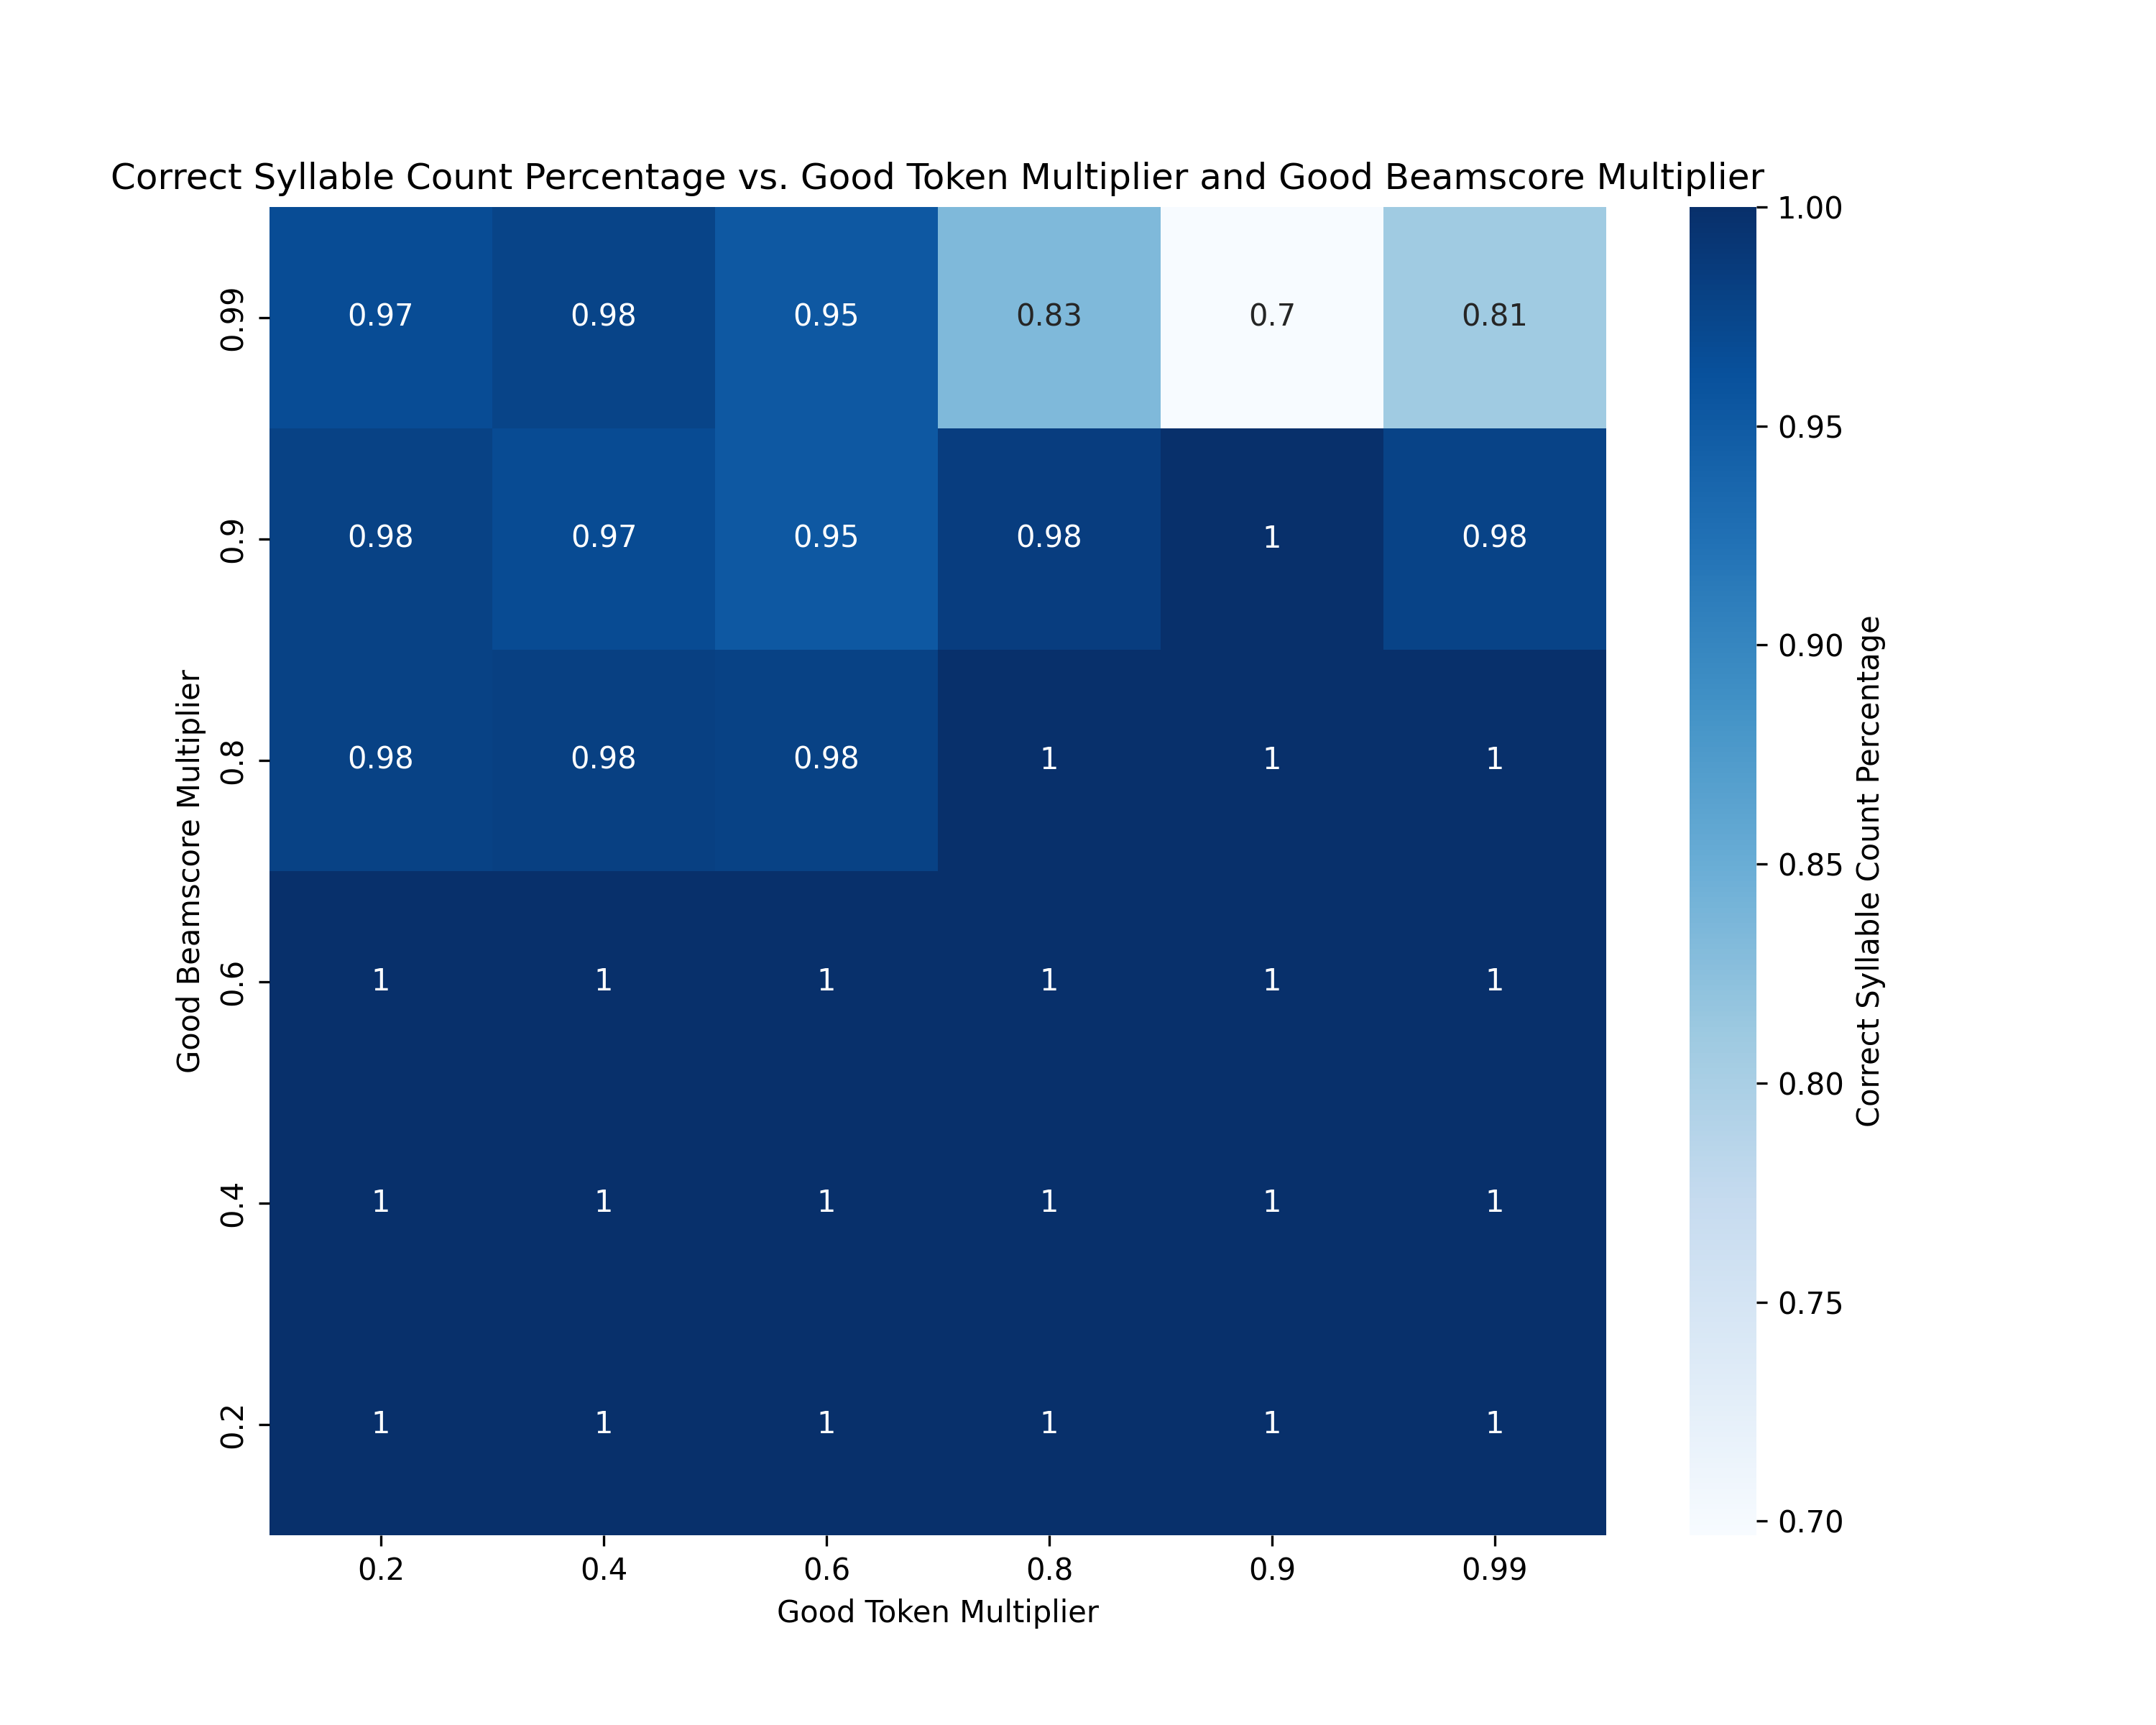 Correct Syllable Count Percentage vs. Good Token Multiplier and Good Beamscore Multiplier
0.99 0.97 0.98 0.95 0.83 0.7 0.81
0.9 0.98 0.97 0.95 0.98 1 0.98
0.8 0.98 0.98 0.98 1 1 1
0.6 1 1 1 1 1 1
0.4 1 1 1 1 1 1
0.2 1 1 1 1 1 1
0.2 0.4 0.6 0.8 0.9 0.99
Good Token Multiplier
Good Beamscore Multiplier
1.00
0.95
0.90
0.85
0.80
0.75
0.70
Correct Syllable Count Percentage